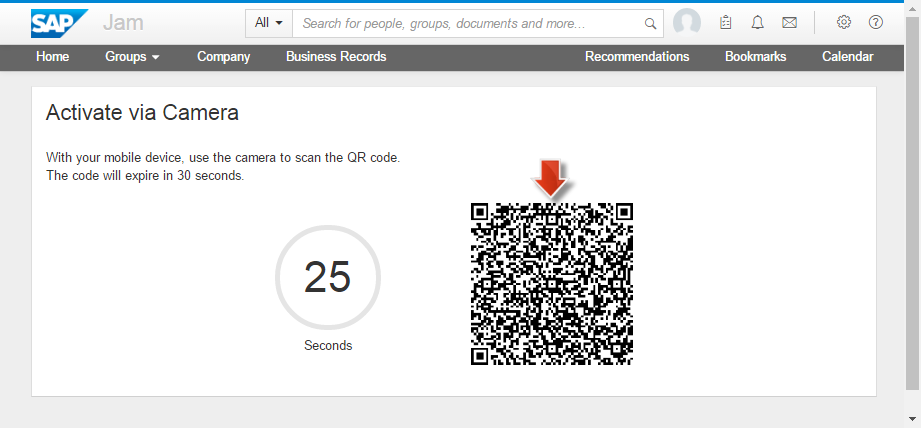 SAP Jam All Search for people, groups, documents and more...
Home Groups Company Business Records Recommendations Bookmarks Calendar
Activate via Camera
With your mobile device, use the camera to scan the QR code.
The code will expire in 30 seconds.
25
Seconds